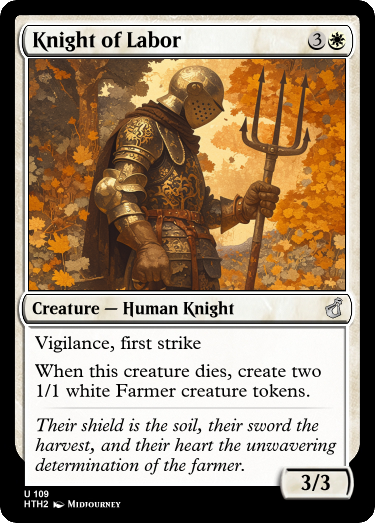 Knight of Labor 3
Creature — Human Knight
Vigilance, first strike
When this creature dies, create two
1/1 white Farmer creature tokens.
Their shield is the soil, their sword the
harvest, and their heart the unwavering
determination of the farmer.
3/3
U 109
HTH2 Midjourney